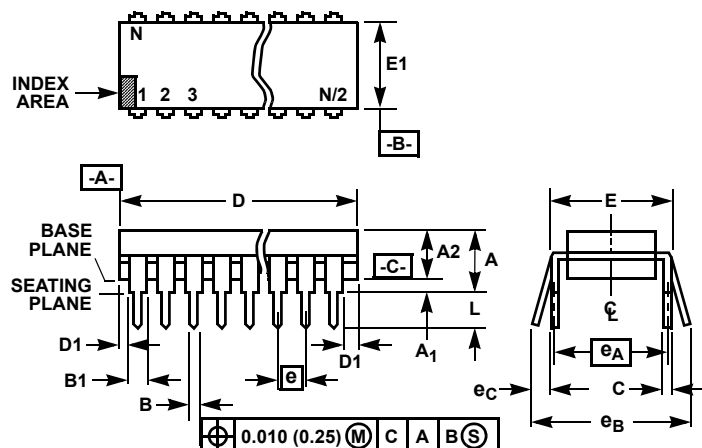 N
E1
INDEX
AREA
1 2 3 N/2
-B-
-A-
D
E
BASE
PLANE
A2
A
-C-
SEATING
PLANE
L
D1
A1
D1
B1
e
eA
B
eC
C
eB
0.010 (0.25) M C A B S
CL